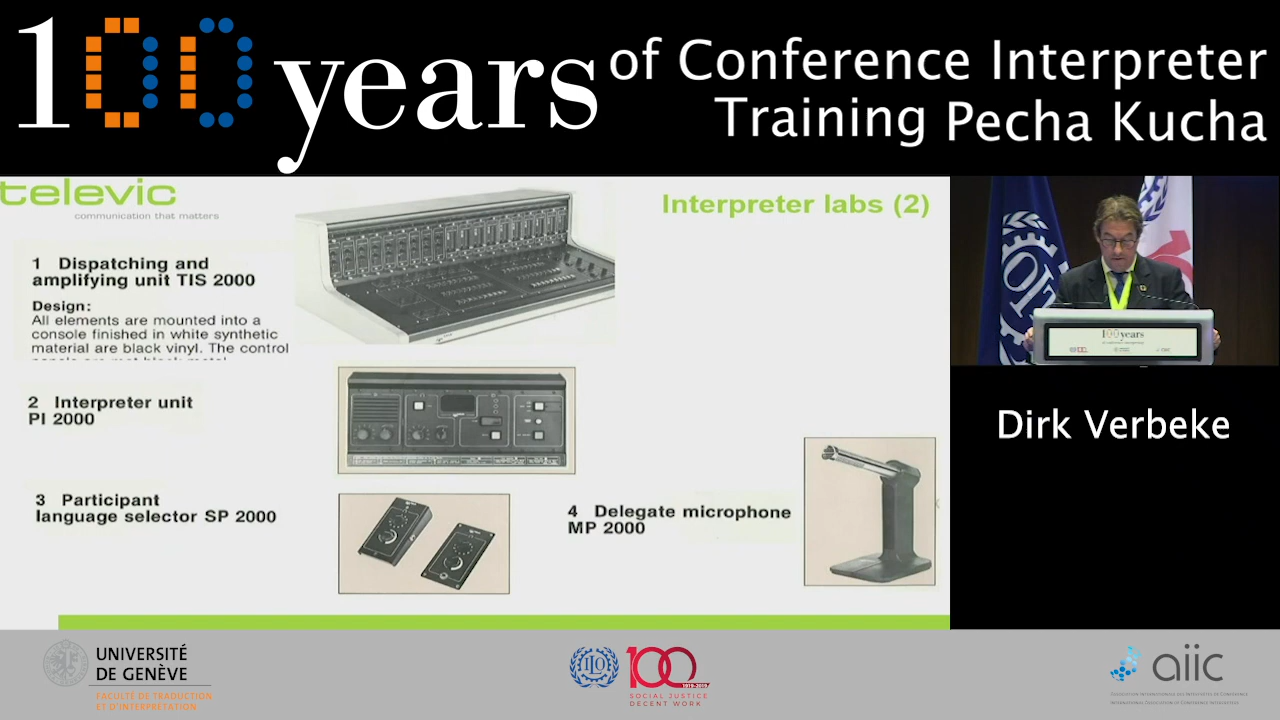 100 years of Conference Interpreter
Training Pecha Kucha
televic
communication that matters
Interpreter labs (2)
1 Dispatching and
amplifying unit TIS 2000
Design:
All elements are mounted into a
console finished in white synthetic
material are black vinyl. The control
2 Interpreter unit
PI 2000
3 Participant
language selector SP 2000
4 Delegate microphone
MP 2000
100 years
Dirk Verbeke
UNIVERSITÉ
DE GENÈVE
FACULTÉ DE TRADUCTION
ET D'INTERPRÉTATION
ILO
100
1919-2019
SOCIAL JUSTICE
DECENT WORK
aiic